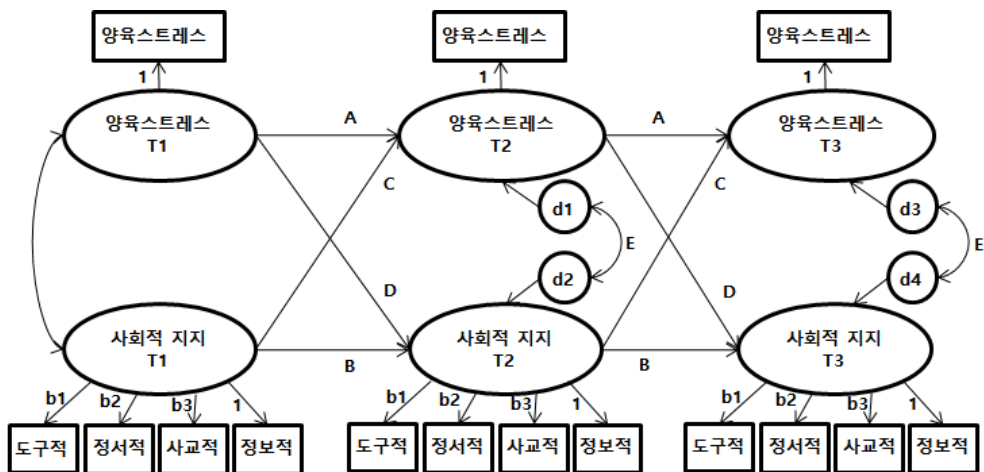 양육스트레스 양육스트레스 양육스트레스
1 1 1
양육스트레스 양육스트레스 양육스트레스
T1 T2 T3
A A
C C
d1 d3
E E
d2 d4
D D
사회적 지지 사회적 지지 사회적 지지
T1 T2 T3
B B
b1 b2 b3 1 b1 b2 b3 1 b1 b2 b3 1
도구적 정서적 사교적 정보적 도구적 정서적 사교적 정보적 도구적 정서적 사교적 정보적